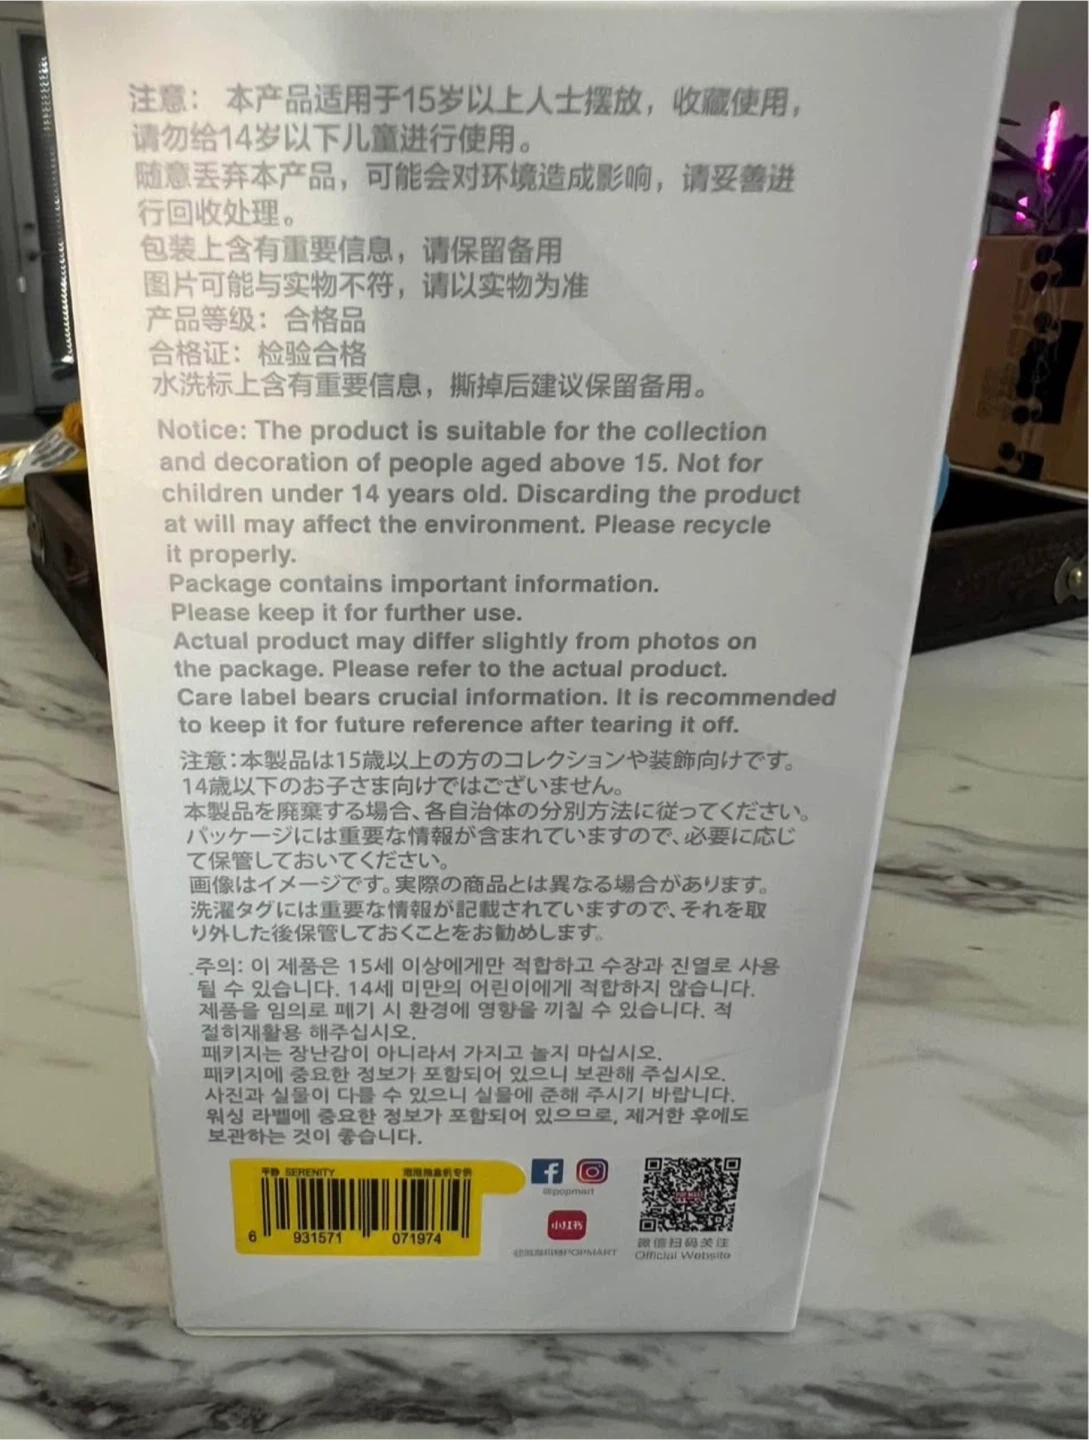 注意： 本产品适用于15岁以上人士摆放，收藏使用，
请勿给14岁以下儿童进行使用。
随意丢弃本产品，可能会对环境造成影响，请妥善进
行回收处理。
包装上含有重要信息，请保留备用
图片可能与实物不符，请以实物为准
产品等级：合格品
合格证：检验合格
水洗标上含有重要信息，撕掉后建议保留备用。
Notice: The product is suitable for the collection
and decoration of people aged above 15. Not for
children under 14 years old. Discarding the product
at will may affect the environment. Please recycle
it properly.
Package contains important information.
Please keep it for further use.
Actual product may differ slightly from photos on
the package. Please refer to the actual product.
Care label bears crucial information. It is recommended
to keep it for future reference after tearing it off.
注意：本製品は15歳以上の方のコレクションや装飾向けです。
14歳以下のお子さま向けではございません。
本製品を廃棄する場合、各自治体の分別方法に従ってください。
パッケージには重要な情報が含まれていますので、必要に応じ
て保管しておいてください。
画像はイメージです。実際の商品とは異なる場合があります。
洗濯タグには重要な情報が記載されていますので、それを取
り外した後保管しておくことをお勧めします。
주의: 이 제품은 15세 이상에게만 적합하고 수장과 진열로 사용
될 수 있습니다. 14세 미만의 어린이에게 적합하지 않습니다.
제품을 임의로 폐기 시 환경에 영향을 끼칠 수 있습니다. 적
절히재활용 해주십시오.
패키지는 장난감이 아니라서 가지고 놀지 마십시오.
패키지에 중요한 정보가 포함되어 있으니 보관해 주십시오.
사진과 실물이 다를 수 있으니 실물에 준해 주시기 바랍니다.
워싱 라벨에 중요한 정보가 포함되어 있으므로, 제거한 후에도
보관하는 것이 좋습니다.
平静 SERENITY 泡泡抽盒机专供
6 931571 071974
@popmart
小红书
@泡泡玛特POPMART
微信扫码关注
Official Website